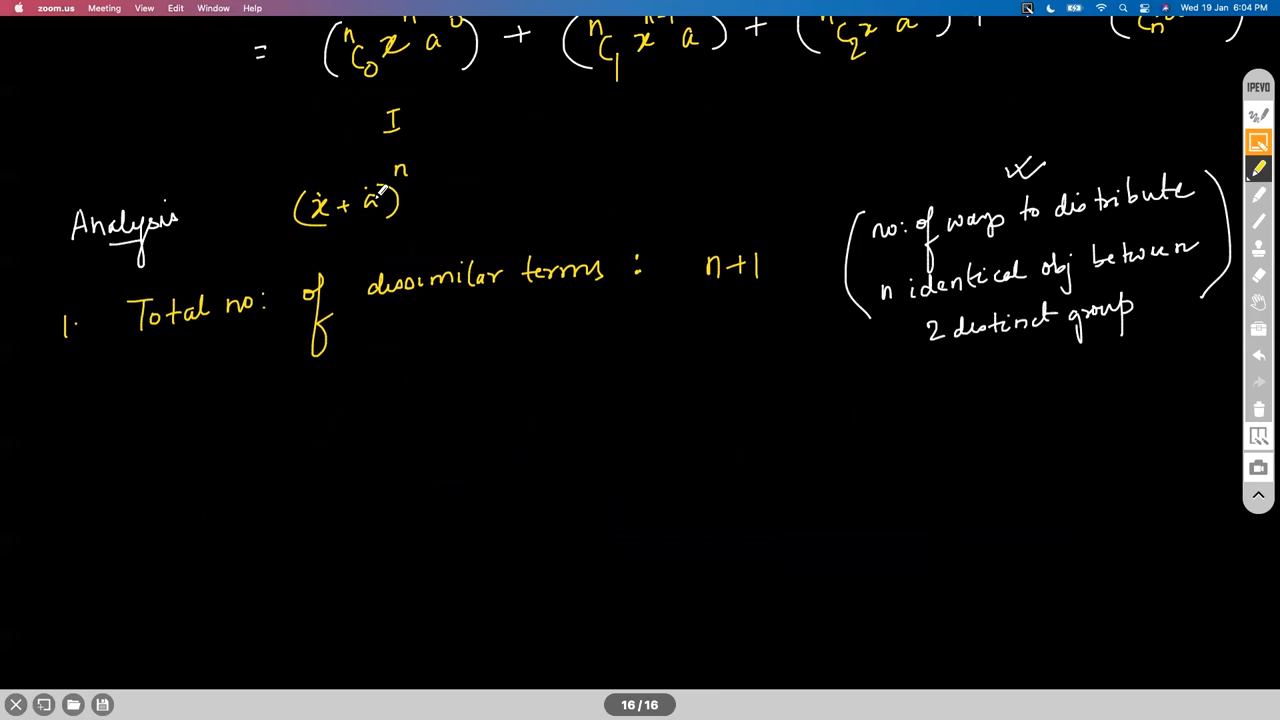 zoom.us Meeting View Edit Window Help Wed 19 Jan 6:04 PM
= (ⁿC₀ xⁿ a⁰) + (ⁿC₁ xⁿ⁻¹ a) + (ⁿC₂ x a) +
IPEVO
I
Analysis (x + a)ⁿ
1. Total no: of dissimilar terms : n+1
(no: of ways to distribute
n identical obj between
2 distinct group)
16 / 16